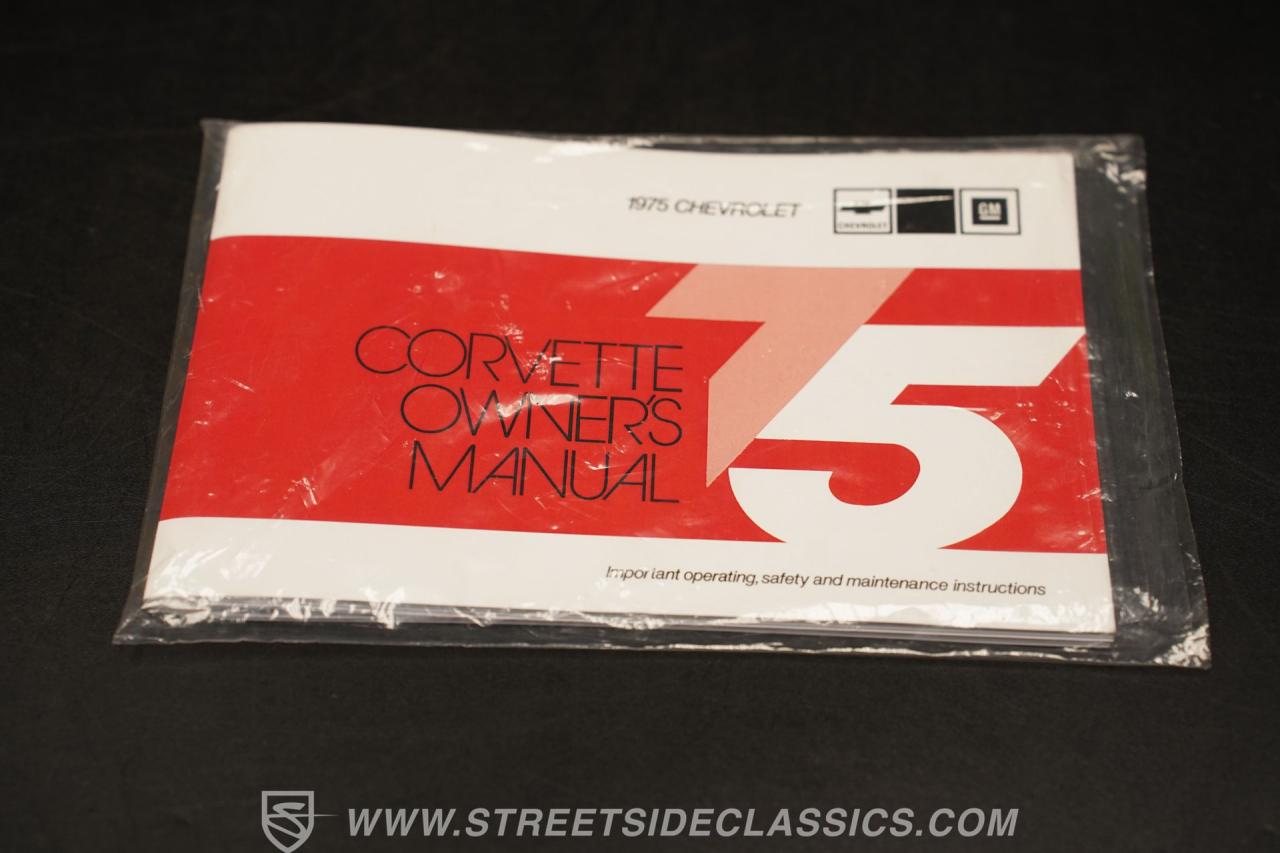 1975 CHEVROLET
CHEVROLET
GM
75
CORVETTE
OWNER'S
MANUAL
Important operating, safety and maintenance instructions
WWW.STREETSIDECLASSICS.COM